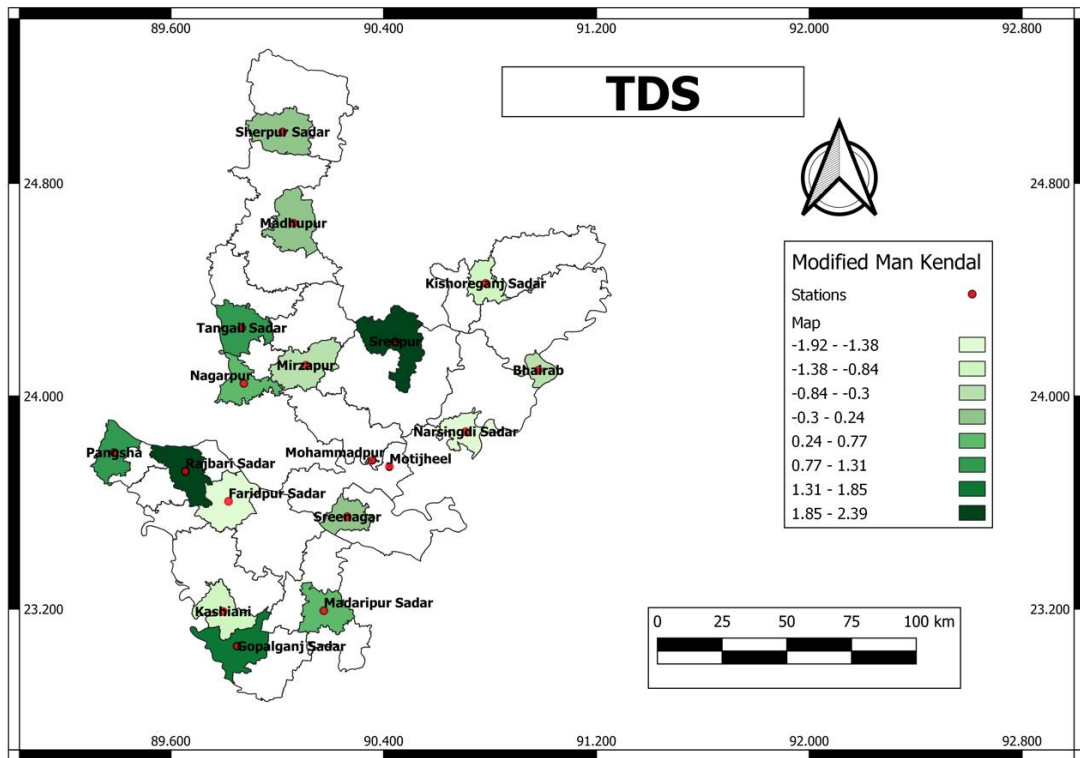 89.600 90.400 91.200 92.000 92.800
TDS
Sherpur Sadar
24.800 24.800
Madhupur
Kishoreganj Sadar
Tangail Sadar
Sreepur
Mirzapur
Bhairab
Nagarpur
24.000 24.000
Narsingdi Sadar
Mohammadpur
Motijheel
Pangsha
Rajbari Sadar
Faridpur Sadar
Sreenagar
Madaripur Sadar
Kashiani
23.200 23.200
Gopalganj Sadar
Modified Man Kendal
Stations
Map
-1.92 - -1.38
-1.38 - -0.84
-0.84 - -0.3
-0.3 - 0.24
0.24 - 0.77
0.77 - 1.31
1.31 - 1.85
1.85 - 2.39
0 25 50 75 100 km
89.600 90.400 91.200 92.000 92.800